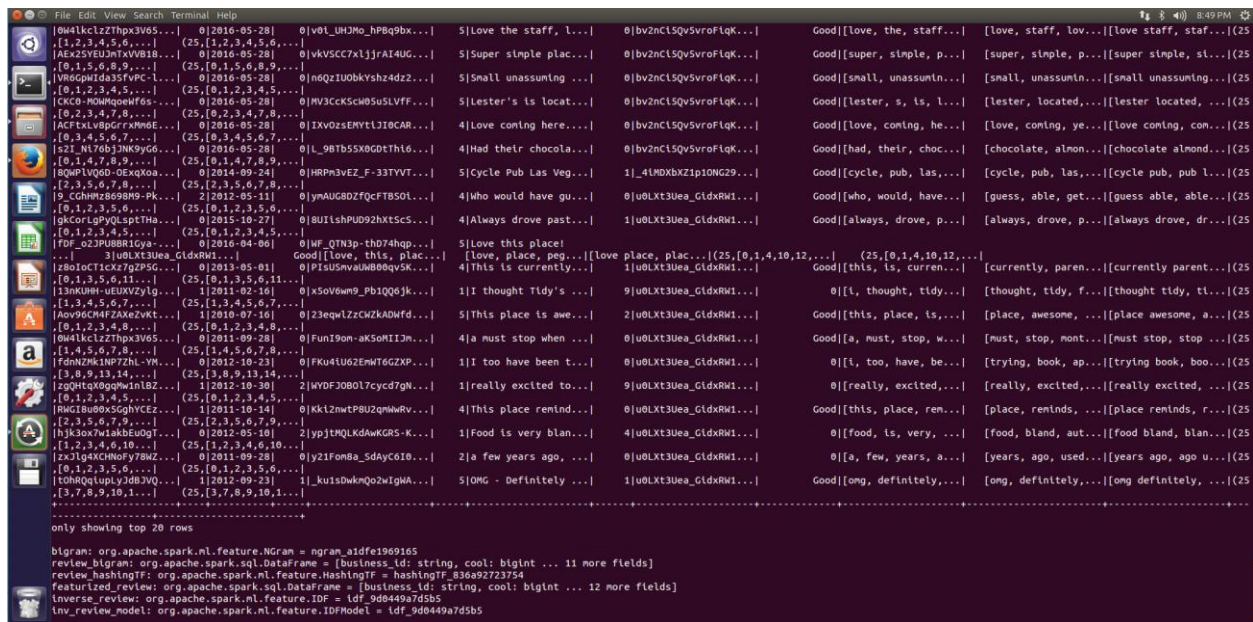 File Edit View Search Terminal Help 8:49 PM
|0W4lkclzZThpx3V65...| 0|2016-05-28| 0|v0i_UHJMo_hPBq9bx...| 5|Love the staff, l...| 0|bv2nCi5Qv5vroFiqK...| Good|[love, the, staff...| [love, staff, lov...|[love staff, staf...|(25
,[1,2,3,4,5,6,...| (25,[1,2,3,4,5,6,...|
|AEx2SYEUJmTxVVB18...| 0|2016-05-28| 0|vkVSCC7xljjrAI4UG...| 5|Super simple plac...| 0|bv2nCi5Qv5vroFiqK...| Good|[super, simple, p...| [super, simple, p...|[super simple, si...|(25
,[0,1,5,6,8,9,...| (25,[0,1,5,6,8,9,...|
|VR6GpWIda3SfvPC-l...| 0|2016-05-28| 0|n6QzIUObkYshz4dz2...| 5|Small unassuming ...| 0|bv2nCi5Qv5vroFiqK...| Good|[small, unassumin...| [small, unassumin...|[small unassuming...|(25
,[0,1,2,3,4,5,...| (25,[0,1,2,3,4,5,...|
|CKC0-MOWMqoeWf6s-...| 0|2016-05-28| 0|MV3CcKScW05u5LVfF...| 5|Lester's is locat...| 0|bv2nCi5Qv5vroFiqK...| Good|[lester, s, is, l...| [lester, located,...|[lester located, ...|(25
,[0,2,3,4,7,8,...| (25,[0,2,3,4,7,8,...|
|ACFtxLv8pGrrxMm6E...| 0|2016-05-28| 0|IXvOzsEMYtiJI0CAR...| 4|Love coming here....| 0|bv2nCi5Qv5vroFiqK...| Good|[love, coming, he...| [love, coming, ye...|[love coming, com...|(25
,[0,3,4,5,6,7,...| (25,[0,3,4,5,6,7,...|
|s2I_Ni76bjJNK9yG6...| 0|2016-05-28| 0|L_9BTb55X0GDtThi6...| 4|Had their chocola...| 0|bv2nCi5Qv5vroFiqK...| Good|[had, their, choc...| [chocolate, almon...|[chocolate almond...|(25
,[0,1,4,7,8,9,...| (25,[0,1,4,7,8,9,...|
|8QWPlVQ6D-OExqXoa...| 0|2014-09-24| 0|HRPm3vEZ_F-33TYVT...| 5|Cycle Pub Las Veg...| 1|_4iMDXbXZ1p1ONG29...| Good|[cycle, pub, las,...| [cycle, pub, las,...|[cycle pub, pub l...|(25
,[2,3,5,6,7,8,...| (25,[2,3,5,6,7,8,...|
|9_CGhHMz8698M9-Pk...| 2|2012-05-11| 0|ymAUG8DZfQcFTBSOi...| 4|Who would have gu...| 0|u0LXt3Uea_GidxRW1...| Good|[who, would, have...| [guess, able, get...|[guess able, able...|(25
,[0,1,2,3,5,6,...| (25,[0,1,2,3,5,6,...|
|gkCorLgPyQLsptTHa...| 0|2015-10-27| 0|8UIishPUD92hXtScS...| 4|Always drove past...| 1|u0LXt3Uea_GidxRW1...| Good|[always, drove, p...| [always, drove, p...|[always drove, dr...|(25
,[0,1,2,3,4,5,...| (25,[0,1,2,3,4,5,...|
|fDF_o2JPU8BR1Gya-...| 0|2016-04-06| 0|WF_QTN3p-thD74hqp...| 5|Love this place!
...| 3|u0LXt3Uea_GidxRW1...| Good|[love, this, plac...| [love, place, peg...|[love place, plac...|(25,[0,1,4,10,12,...| (25,[0,1,4,10,12,...|
|z8oIoCT1cXz7gZP5G...| 0|2013-05-01| 0|PIsUSmvaUWB00qv5K...| 4|This is currently...| 1|u0LXt3Uea_GidxRW1...| Good|[this, is, curren...| [currently, paren...|[currently parent...|(25
,[0,1,3,5,6,11...| (25,[0,1,3,5,6,11...|
|13nKUHH-uEUXVZylg...| 1|2011-02-16| 0|x5oV6wm9_Pb1QQ6jk...| 1|I thought Tidy's ...| 9|u0LXt3Uea_GidxRW1...| 0|[i, thought, tidy...| [thought, tidy, f...|[thought tidy, ti...|(25
,[1,3,4,5,6,7,...| (25,[1,3,4,5,6,7,...|
|Aov96CM4FZAXeZvKt...| 1|2010-07-16| 0|23eqwlZzCWZkADWfd...| 5|This place is awe...| 2|u0LXt3Uea_GidxRW1...| Good|[this, place, is,...| [place, awesome, ...|[place awesome, a...|(25
,[0,1,2,3,4,8,...| (25,[0,1,2,3,4,8,...|
|0W4lkclzZThpx3V65...| 0|2011-09-28| 0|FunI9om-aK5oMIIJm...| 4|a must stop when ...| 0|u0LXt3Uea_GidxRW1...| Good|[a, must, stop, w...| [must, stop, mont...|[must stop, stop ...|(25
,[1,4,5,6,7,8,...| (25,[1,4,5,6,7,8,...|
|fdnNZMk1NP7ZhL-YM...| 0|2012-10-23| 0|FKu4iU62EmWT6GZXP...| 1|I too have been t...| 0|u0LXt3Uea_GidxRW1...| 0|[i, too, have, be...| [trying, book, ap...|[trying book, boo...|(25
,[3,8,9,13,14,...| (25,[3,8,9,13,14,...|
|zgQHtqX0gqMw1nlBZ...| 1|2012-10-30| 2|WYDFJOBOl7cycd7gN...| 1|really excited to...| 9|u0LXt3Uea_GidxRW1...| 0|[really, excited,...| [really, excited,...|[really excited, ...|(25
,[0,1,2,3,4,5,...| (25,[0,1,2,3,4,5,...|
|RWGI8u00x5GghYCEz...| 1|2011-10-14| 0|Kki2nwtP8U2qmWwRv...| 4|This place remind...| 0|u0LXt3Uea_GidxRW1...| Good|[this, place, rem...| [place, reminds, ...|[place reminds, r...|(25
,[2,3,5,6,7,9,...| (25,[2,3,5,6,7,9,...|
|hjk3ox7w1akbEuOgT...| 0|2012-05-10| 2|ypjtMQLKdAwKGRS-K...| 1|Food is very blan...| 4|u0LXt3Uea_GidxRW1...| 0|[food, is, very, ...| [food, bland, aut...|[food bland, blan...|(25
,[1,2,3,4,6,10...| (25,[1,2,3,4,6,10...|
|zxJlg4XCHNoFy78WZ...| 0|2011-09-28| 0|y21Fom8a_SdAyC6I0...| 2|a few years ago, ...| 0|u0LXt3Uea_GidxRW1...| 0|[a, few, years, a...| [years, ago, used...|[years ago, ago u...|(25
,[0,1,2,3,5,6,...| (25,[0,1,2,3,5,6,...|
|tOhRQqiupLyJdBJVQ...| 1|2012-09-23| 1|_ku1sDwkmQo2wIgWA...| 5|OMG - Definitely ...| 1|u0LXt3Uea_GidxRW1...| Good|[omg, definitely,...| [omg, definitely,...|[omg definitely, ...|(25
,[3,7,8,9,10,1...| (25,[3,7,8,9,10,1...|
only showing top 20 rows
bigram: org.apache.spark.ml.feature.NGram = ngram_a1dfe1969165
review_bigram: org.apache.spark.sql.DataFrame = [business_id: string, cool: bigint ... 11 more fields]
review_hashingTF: org.apache.spark.ml.feature.HashingTF = hashingTF_836a92723754
featurized_review: org.apache.spark.sql.DataFrame = [business_id: string, cool: bigint ... 12 more fields]
inverse_review: org.apache.spark.ml.feature.IDF = idf_9d0449a7d5b5
inv_review_model: org.apache.spark.ml.feature.IDFModel = idf_9d0449a7d5b5